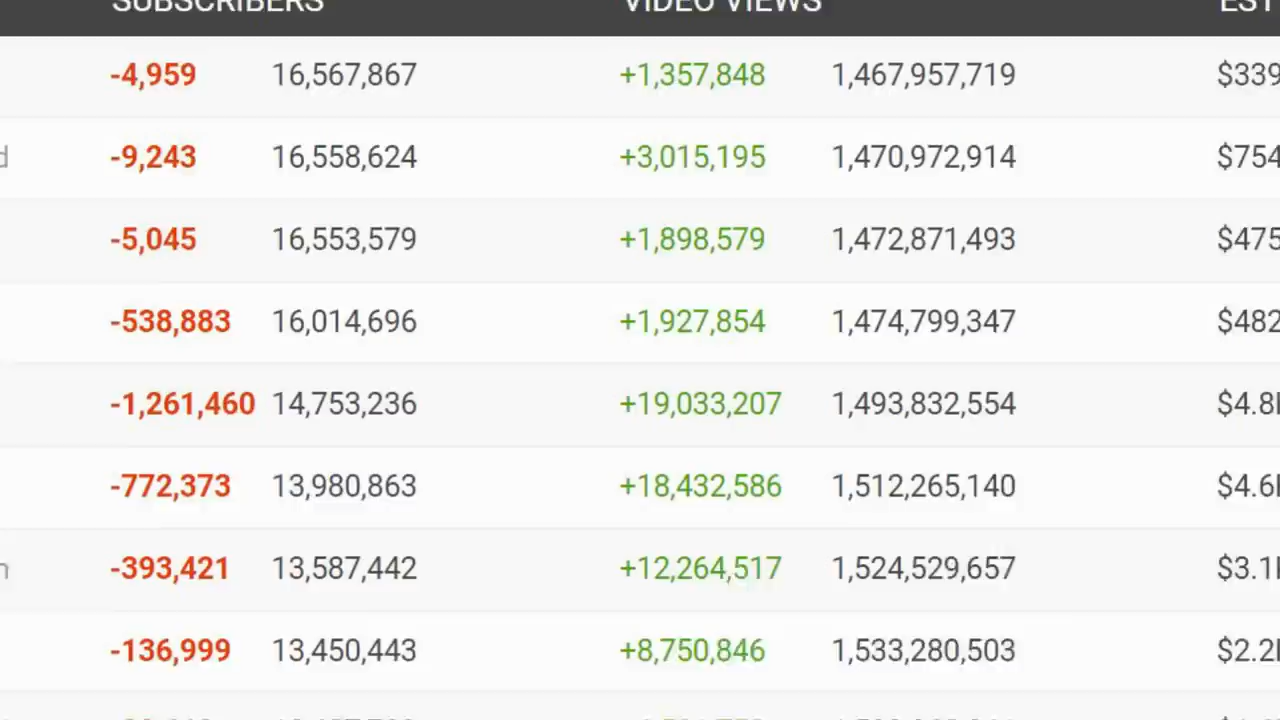 SUBSCRIBERS VIDEO VIEWS EST
-4,959 16,567,867 +1,357,848 1,467,957,719 $339
d -9,243 16,558,624 +3,015,195 1,470,972,914 $754
-5,045 16,553,579 +1,898,579 1,472,871,493 $475
-538,883 16,014,696 +1,927,854 1,474,799,347 $482
-1,261,460 14,753,236 +19,033,207 1,493,832,554 $4.8
-772,373 13,980,863 +18,432,586 1,512,265,140 $4.6
n -393,421 13,587,442 +12,264,517 1,524,529,657 $3.1
-136,999 13,450,443 +8,750,846 1,533,280,503 $2.2